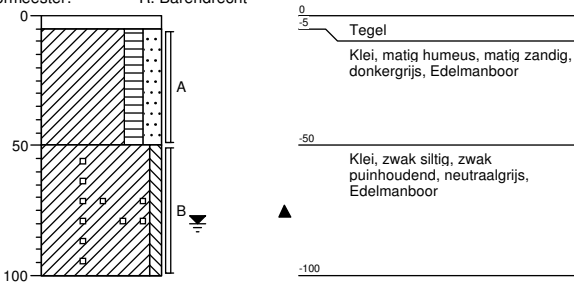 R. Barendrecht
0
50
100
A
B
0
-5
Tegel
Klei, matig humeus, matig zandig,
donkergrijs, Edelmanboor
-50
Klei, zwak siltig, zwak
puinhoudend, neutraalgrijs,
Edelmanboor
-100